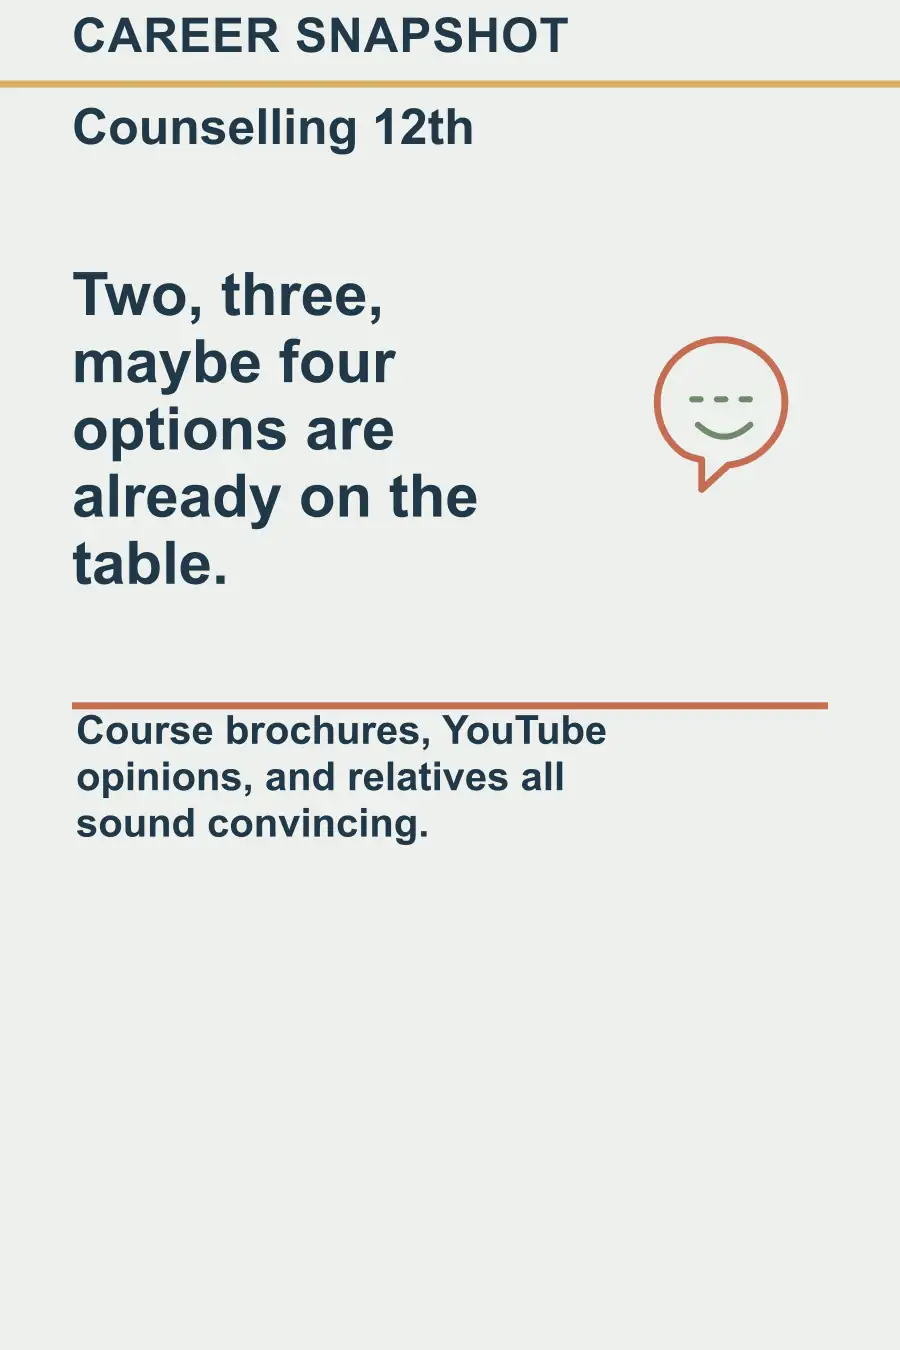 CAREER SNAPSHOT
Counselling 12th
Two, three,
maybe four
options are
already on the
table.
Course brochures, YouTube
opinions, and relatives all
sound convincing.